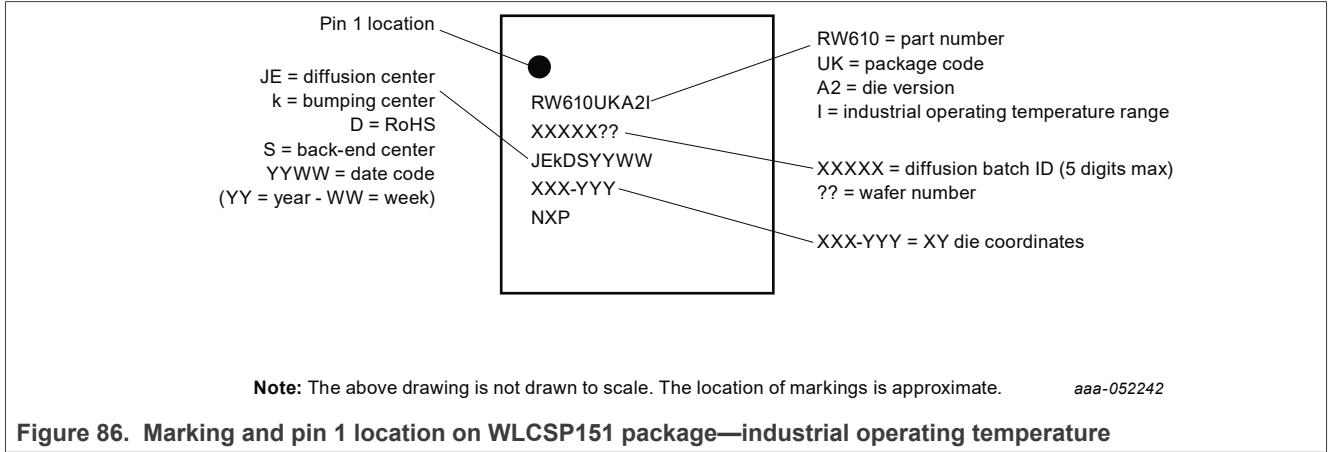 Pin 1 location
JE = diffusion center
k = bumping center
D = RoHS
S = back-end center
YYWW = date code
(YY = year - WW = week)
RW610UKA2I
XXXXX??
JEkDSYYWW
XXX-YYY
NXP
RW610 = part number
UK = package code
A2 = die version
I = industrial operating temperature range
XXXXX = diffusion batch ID (5 digits max)
?? = wafer number
XXX-YYY = XY die coordinates
Note: The above drawing is not drawn to scale. The location of markings is approximate.
aaa-052242
Figure 86. Marking and pin 1 location on WLCSP151 package—industrial operating temperature